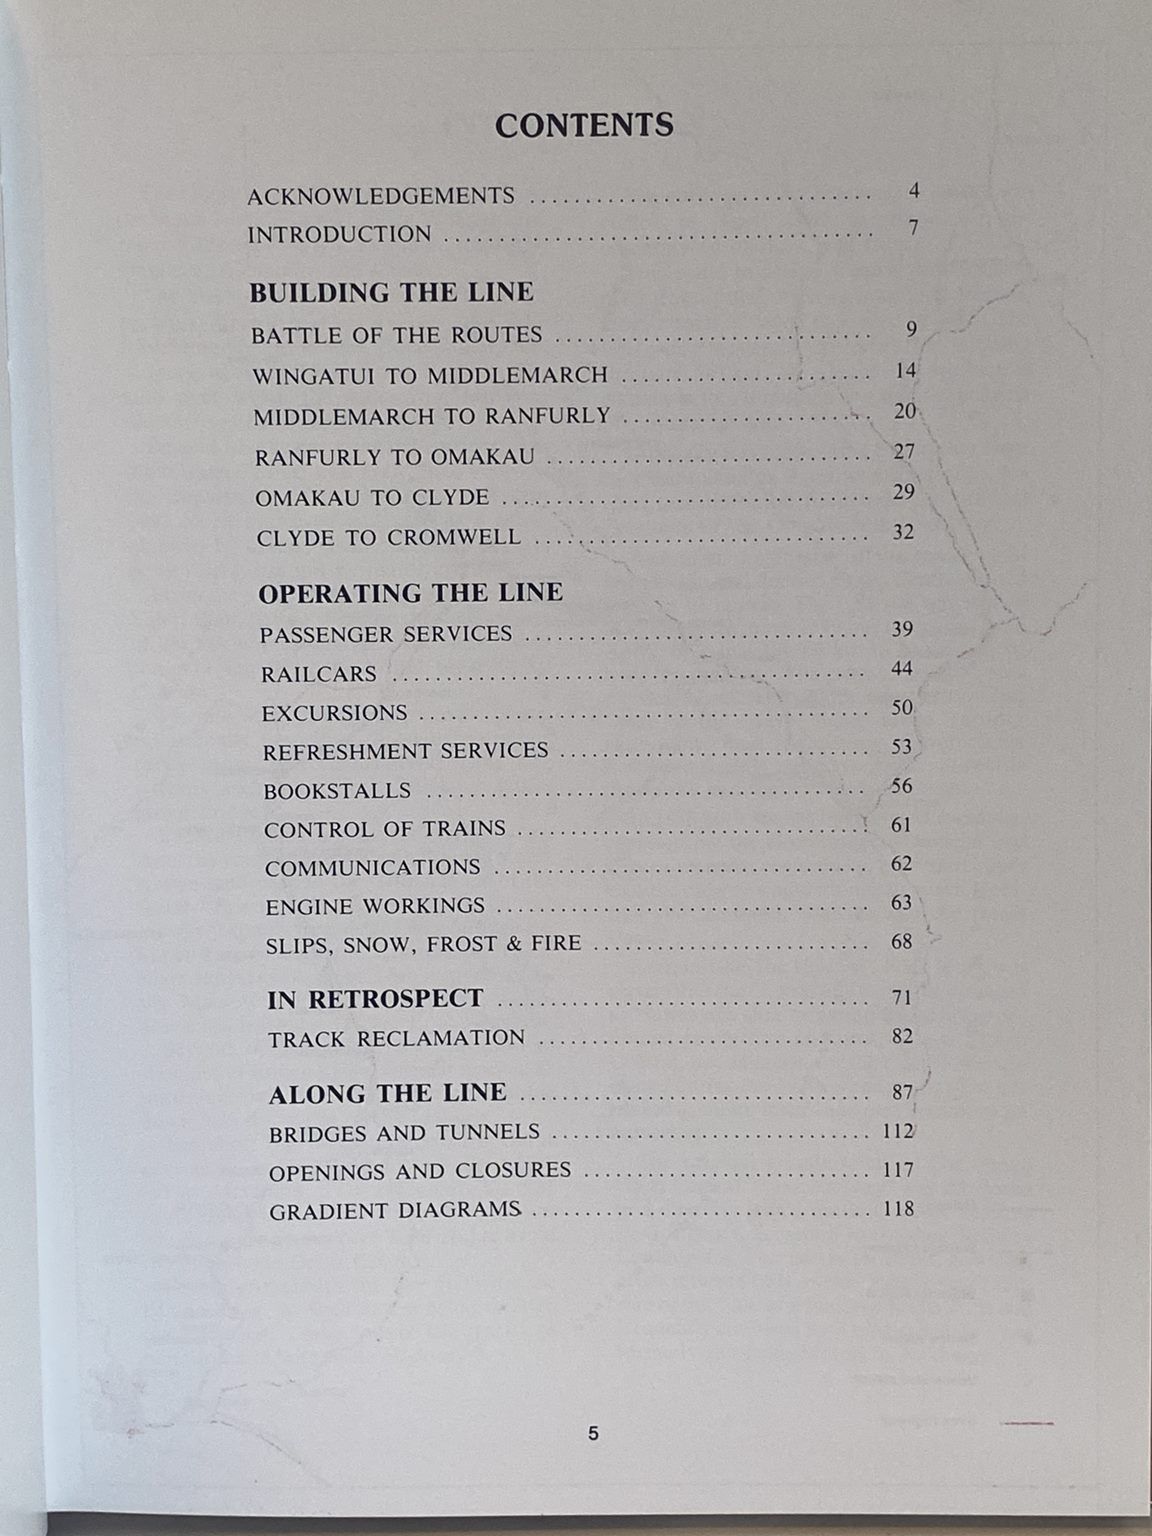 CONTENTS
ACKNOWLEDGEMENTS ................................ 4
INTRODUCTION ........................................ 7
BUILDING THE LINE
BATTLE OF THE ROUTES .............................. 9
WINGATUI TO MIDDLEMARCH ........................ 14
MIDDLEMARCH TO RANFURLY ........................ 20
RANFURLY TO OMAKAU ............................... 27
OMAKAU TO CLYDE ................................... 29
CLYDE TO CROMWELL ................................ 32
OPERATING THE LINE
PASSENGER SERVICES ................................ 39
RAILCARS ............................................. 44
EXCURSIONS .......................................... 50
REFRESHMENT SERVICES ............................. 53
BOOKSTALLS .......................................... 56
CONTROL OF TRAINS ................................. 61
COMMUNICATIONS ................................... 62
ENGINE WORKINGS ................................... 63
SLIPS, SNOW, FROST & FIRE .......................... 68
IN RETROSPECT ................................... 71
TRACK RECLAMATION ............................... 82
ALONG THE LINE ................................. 87
BRIDGES AND TUNNELS .............................. 112
OPENINGS AND CLOSURES ........................... 117
GRADIENT DIAGRAMS ................................ 118
5